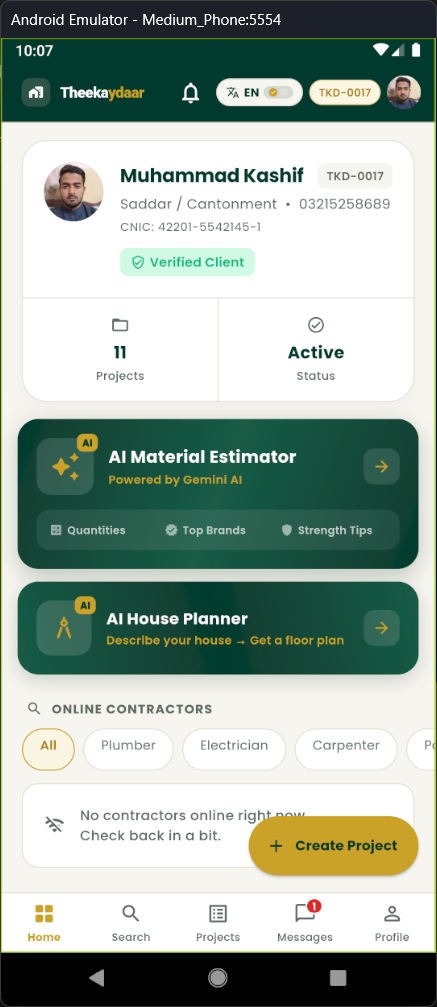 Android Emulator - Medium_Phone:5554
10:07
Theekaydaar
EN
TKD-0017
Muhammad Kashif
TKD-0017
Saddar / Cantonment • 03215258689
CNIC: 42201-5542145-1
Verified Client
11
Projects
Active
Status
AI
AI Material Estimator
Powered by Gemini AI
Quantities
Top Brands
Strength Tips
AI
AI House Planner
Describe your house → Get a floor plan
ONLINE CONTRACTORS
All
Plumber
Electrician
Carpenter
No contractors online right now.
Check back in a bit.
+ Create Project
1
Home
Search
Projects
Messages
Profile